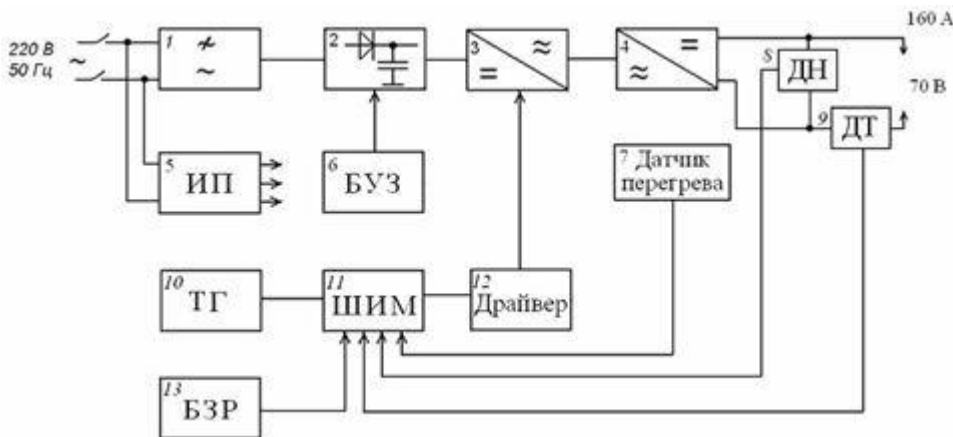 160 А
220 В
50 Гц
~
1
~
2
3
=
≈
4
≈
=
8
ДН
70 В
9
ДТ
5
ИП
6
БУЗ
7 Датчик
перегрева
10
ТГ
11
ШИМ
12
Драйвер
13
БЗР